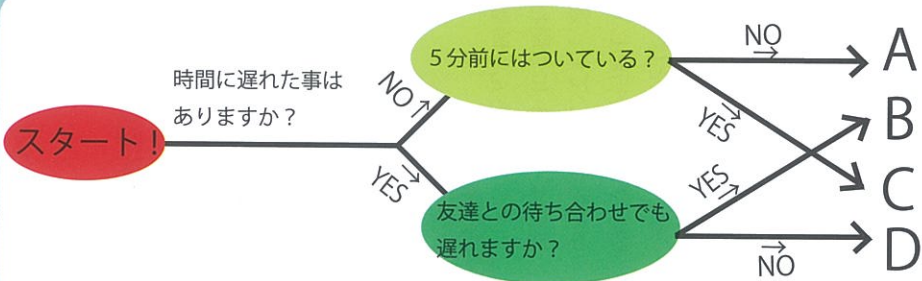 スタート!
時間に遅れた事は
ありますか?
NO↑
YES→
5分前にはついている?
友達との待ち合わせでも
遅れますか?
NO→
YES→
YES→
NO→
A
B
C
D